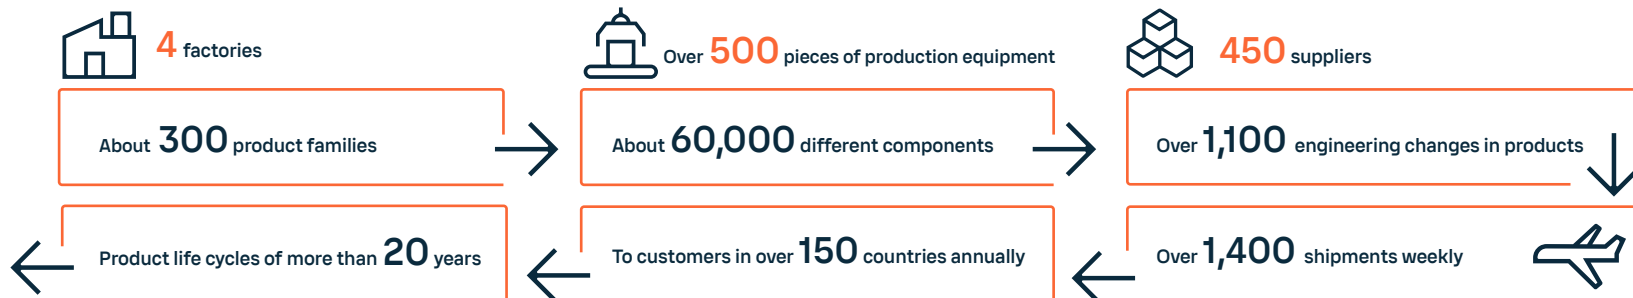 4 factories
Over 500 pieces of production equipment
450 suppliers
About 300 product families
About 60,000 different components
Over 1,100 engineering changes in products
Over 1,400 shipments weekly
To customers in over 150 countries annually
Product life cycles of more than 20 years